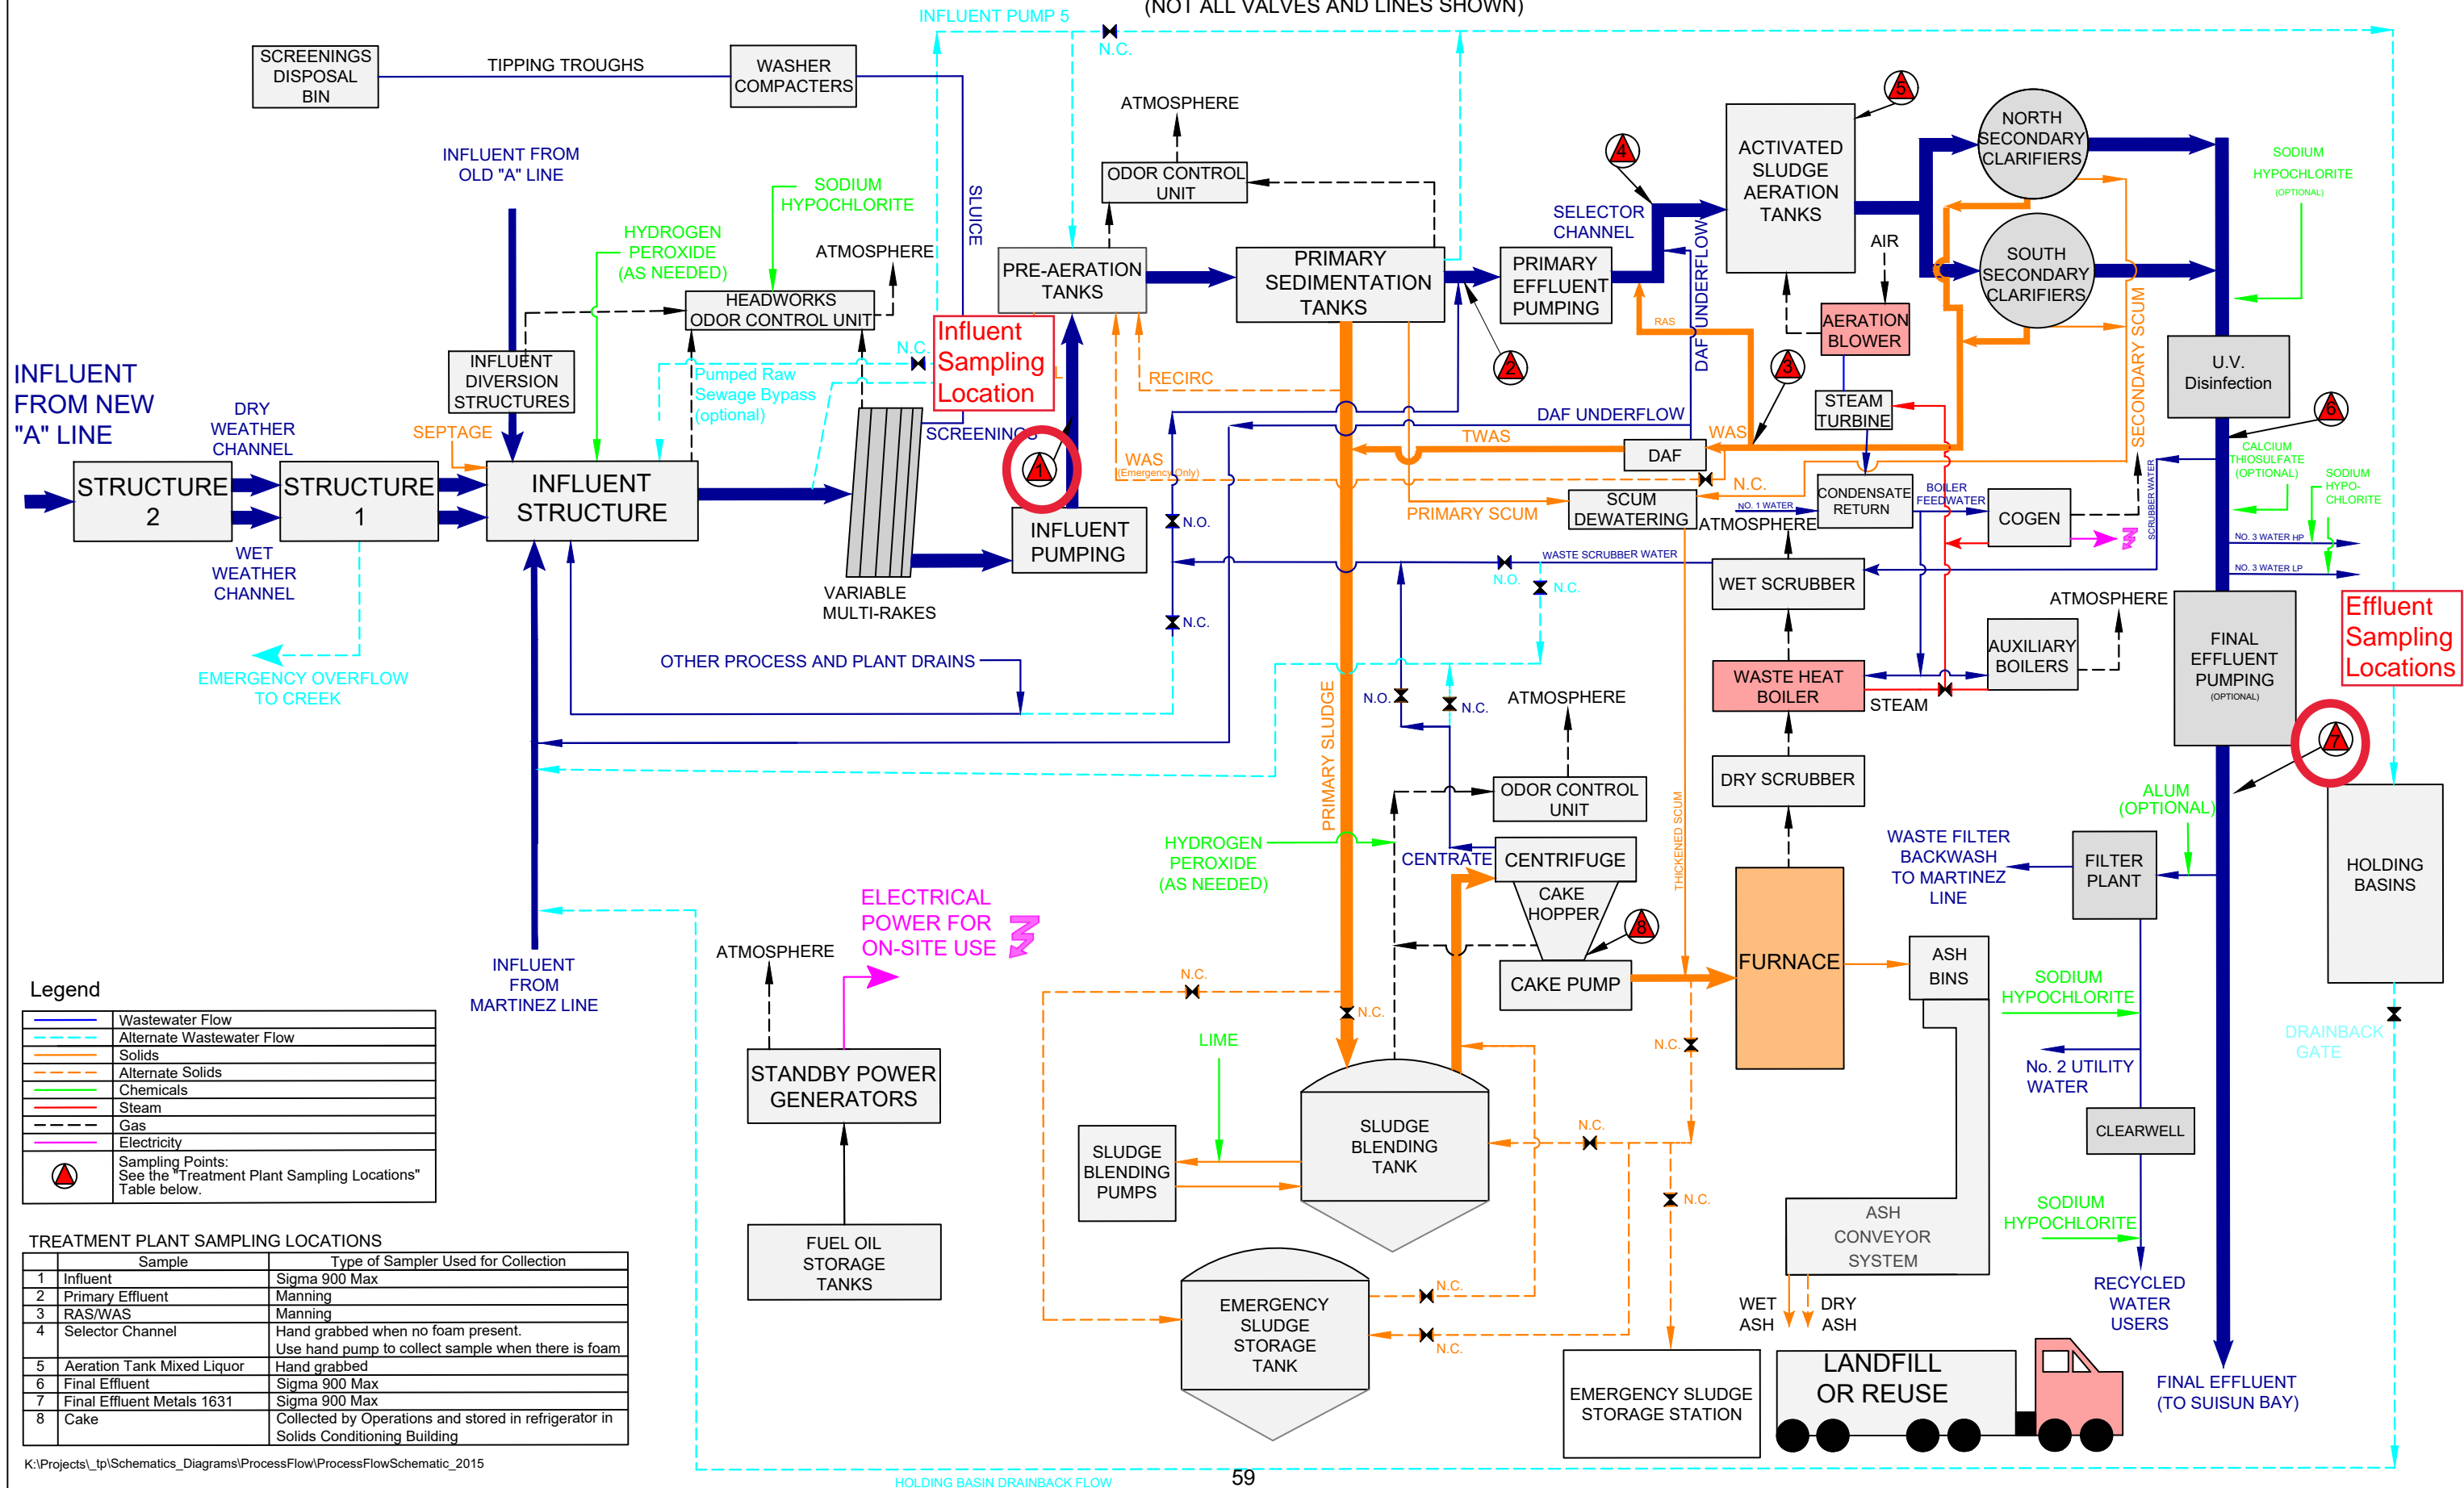 (NOT ALL VALVES AND LINES SHOWN)
INFLUENT PUMP 5
N.C.
SCREENINGS
DISPOSAL
BIN
TIPPING TROUGHS
WASHER
COMPACTERS
SLUICE
ATMOSPHERE
ODOR CONTROL
UNIT
INFLUENT FROM
OLD "A" LINE
SODIUM
HYPOCHLORITE
HYDROGEN
PEROXIDE
(AS NEEDED)
ATMOSPHERE
HEADWORKS
ODOR CONTROL UNIT
PRE-AERATION
TANKS
PRIMARY
SEDIMENTATION
TANKS
PRIMARY
EFFLUENT
PUMPING
SELECTOR
CHANNEL
4
5
ACTIVATED
SLUDGE
AERATION
TANKS
NORTH
SECONDARY
CLARIFIERS
SOUTH
SECONDARY
CLARIFIERS
SODIUM
HYPOCHLORITE
(OPTIONAL)
AIR
AERATION
BLOWER
STEAM
TURBINE
DAF UNDERFLOW
RAS
SECONDARY SCUM
U.V.
Disinfection
INFLUENT
FROM NEW
"A" LINE
DRY
WEATHER
CHANNEL
SEPTAGE
INFLUENT
DIVERSION
STRUCTURES
N.C.
Pumped Raw
Sewage Bypass
(optional)
Influent
Sampling
Location
L
RECIRC
2
3
6
SCREENINGS
DAF UNDERFLOW
TWAS
WAS
DAF
WAS
(Emergency Only)
1
STRUCTURE
2
STRUCTURE
1
INFLUENT
STRUCTURE
WET
WEATHER
CHANNEL
INFLUENT
PUMPING
VARIABLE
MULTI-RAKES
N.O.
N.C.
PRIMARY SCUM
SCUM
DEWATERING
N.C.
NO. 1 WATER
CONDENSATE
RETURN
BOILER
FEEDWATER
COGEN
SCRUBBER WATER
CALCIUM
THIOSULFATE
(OPTIONAL)
SODIUM
HYPO-
CHLORITE
NO. 3 WATER HP
NO. 3 WATER LP
ATMOSPHERE
WASTE SCRUBBER WATER
N.O.
N.C.
WET SCRUBBER
ATMOSPHERE
AUXILIARY
BOILERS
WASTE HEAT
BOILER
STEAM
FINAL
EFFLUENT
PUMPING
(OPTIONAL)
Effluent
Sampling
Locations
7
EMERGENCY OVERFLOW
TO CREEK
OTHER PROCESS AND PLANT DRAINS
PRIMARY SLUDGE
N.O.
N.C.
ATMOSPHERE
ODOR CONTROL
UNIT
DRY SCRUBBER
THICKENED SCUM
HYDROGEN
PEROXIDE
(AS NEEDED)
CENTRATE
CENTRIFUGE
CAKE
HOPPER
8
CAKE PUMP
FURNACE
ASH
BINS
ALUM
(OPTIONAL)
WASTE FILTER
BACKWASH
TO MARTINEZ
LINE
FILTER
PLANT
HOLDING
BASINS
ELECTRICAL
POWER FOR
ON-SITE USE
ATMOSPHERE
INFLUENT
FROM
MARTINEZ LINE
STANDBY POWER
GENERATORS
FUEL OIL
STORAGE
TANKS
N.C.
N.C.
LIME
SLUDGE
BLENDING
PUMPS
SLUDGE
BLENDING
TANK
N.C.
N.C.
N.C.
SODIUM
HYPOCHLORITE
No. 2 UTILITY
WATER
CLEARWELL
SODIUM
HYPOCHLORITE
DRAINBACK
GATE
EMERGENCY
SLUDGE
STORAGE
TANK
N.C.
N.C.
EMERGENCY SLUDGE
STORAGE STATION
ASH
CONVEYOR
SYSTEM
WET
ASH
DRY
ASH
LANDFILL
OR REUSE
RECYCLED
WATER
USERS
FINAL EFFLUENT
(TO SUISUN BAY)
Legend
Wastewater Flow
Alternate Wastewater Flow
Solids
Alternate Solids
Chemicals
Steam
Gas
Electricity
Sampling Points:
See the "Treatment Plant Sampling Locations"
Table below.
TREATMENT PLANT SAMPLING LOCATIONS
Sample Type of Sampler Used for Collection
1 Influent Sigma 900 Max
2 Primary Effluent Manning
3 RAS/WAS Manning
4 Selector Channel Hand grabbed when no foam present.
Use hand pump to collect sample when there is foam
5 Aeration Tank Mixed Liquor Hand grabbed
6 Final Effluent Sigma 900 Max
7 Final Effluent Metals 1631 Sigma 900 Max
8 Cake Collected by Operations and stored in refrigerator in
Solids Conditioning Building
K:\Projects\_tp\Schematics_Diagrams\ProcessFlow\ProcessFlowSchematic_2015
HOLDING BASIN DRAINBACK FLOW
59